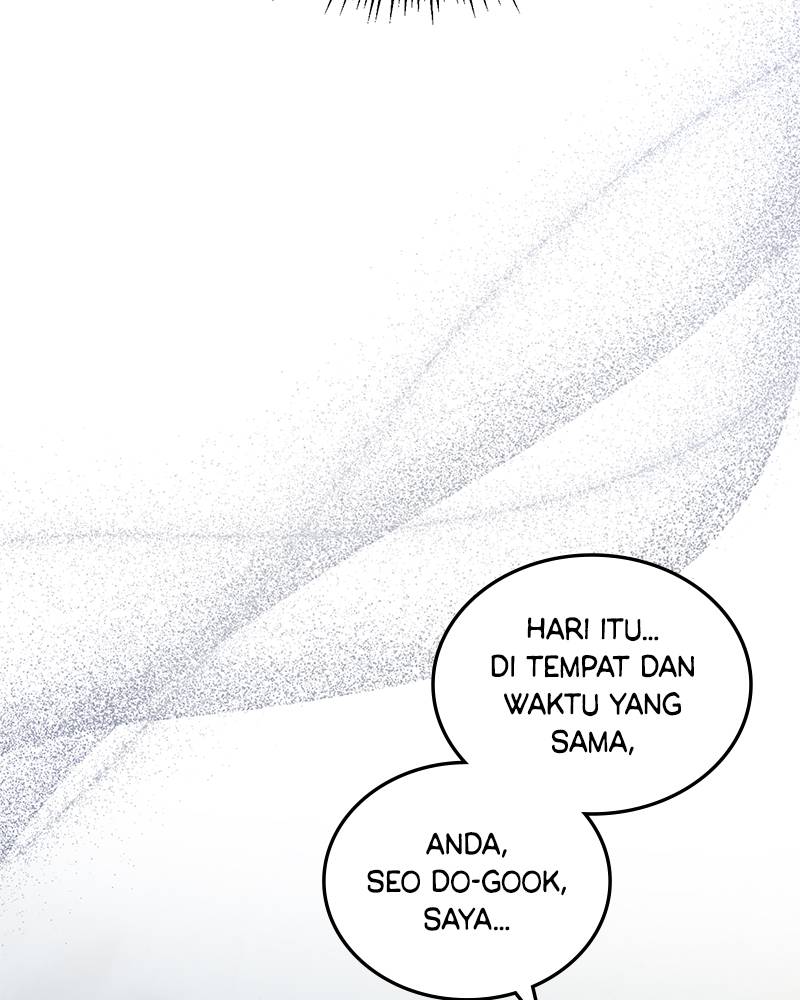 HARI ITU...
DI TEMPAT DAN
WAKTU YANG
SAMA,
ANDA,
SEO DO-GOOK,
SAYA...